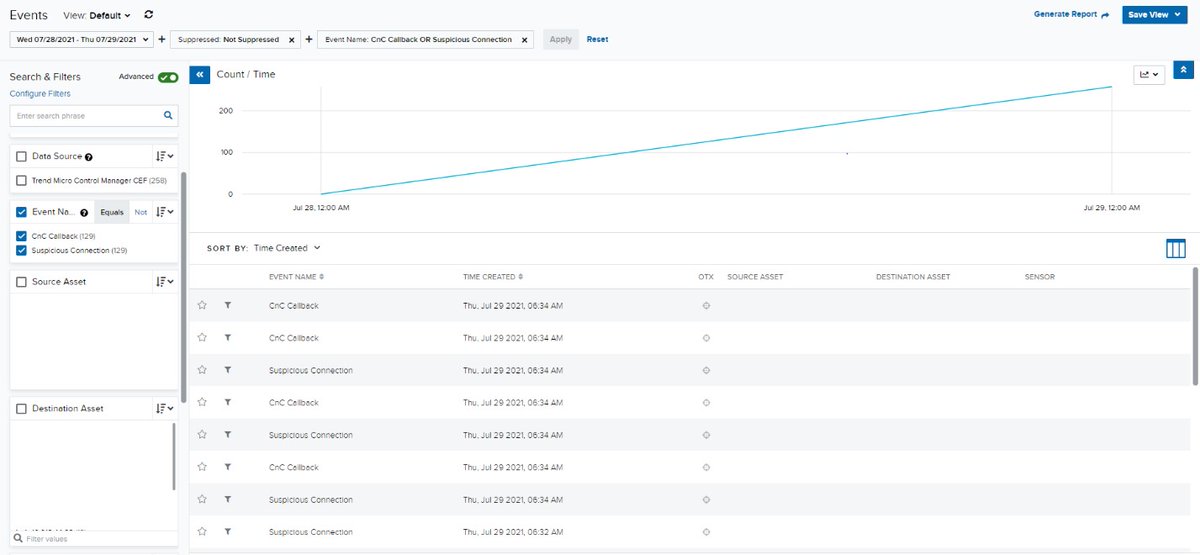 Events View: Default
Generate Report Save View
Wed 07/28/2021 - Thu 07/29/2021 + Suppressed: Not Suppressed × + Event Name: CnC Callback OR Suspicious Connection × Apply Reset
Search & Filters Advanced
Configure Filters
Enter search phrase
Data Source
Trend Micro Control Manager CEF (258)
Event Na... Equals Not
CnC Callback (129)
Suspicious Connection (129)
Source Asset
Destination Asset
Filter values
Count / Time
200
100
0
Jul 28, 12:00 AM Jul 29, 12:00 AM
SORT BY: Time Created
EVENT NAME TIME CREATED OTX SOURCE ASSET DESTINATION ASSET SENSOR
CnC Callback Thu, Jul 29 2021, 06:34 AM
CnC Callback Thu, Jul 29 2021, 06:34 AM
Suspicious Connection Thu, Jul 29 2021, 06:34 AM
CnC Callback Thu, Jul 29 2021, 06:34 AM
Suspicious Connection Thu, Jul 29 2021, 06:34 AM
CnC Callback Thu, Jul 29 2021, 06:34 AM
Suspicious Connection Thu, Jul 29 2021, 06:34 AM
Suspicious Connection Thu, Jul 29 2021, 06:32 AM